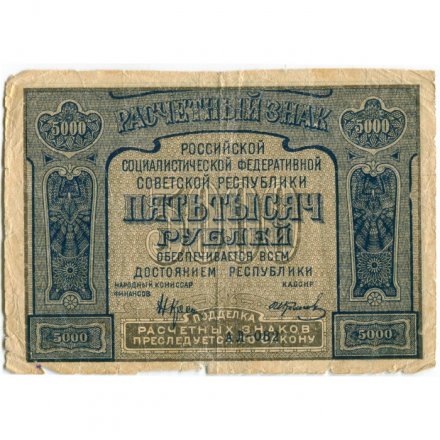 РАСЧЕТНЫЙ ЗНАК
5000 5000
РОССИЙСКОЙ
СОЦИАЛИСТИЧЕСКОЙ ФЕДЕРАТИВНОЙ
СОВЕТСКОЙ РЕСПУБЛИКИ
ПЯТЬ ТЫСЯЧ
РУБЛЕЙ
ОБЕСПЕЧИВАЕТСЯ ВСЕМ
ДОСТОЯНИЕМ РЕСПУБЛИКИ
НАРОДНЫЙ КОМИССАР КАССИР
ФИНАНСОВ
ПОДДЕЛКА
5000 РАСЧЕТНЫХ ЗНАКОВ 5000
ПРЕСЛЕДУЕТСЯ ПО ЗАКОНУ